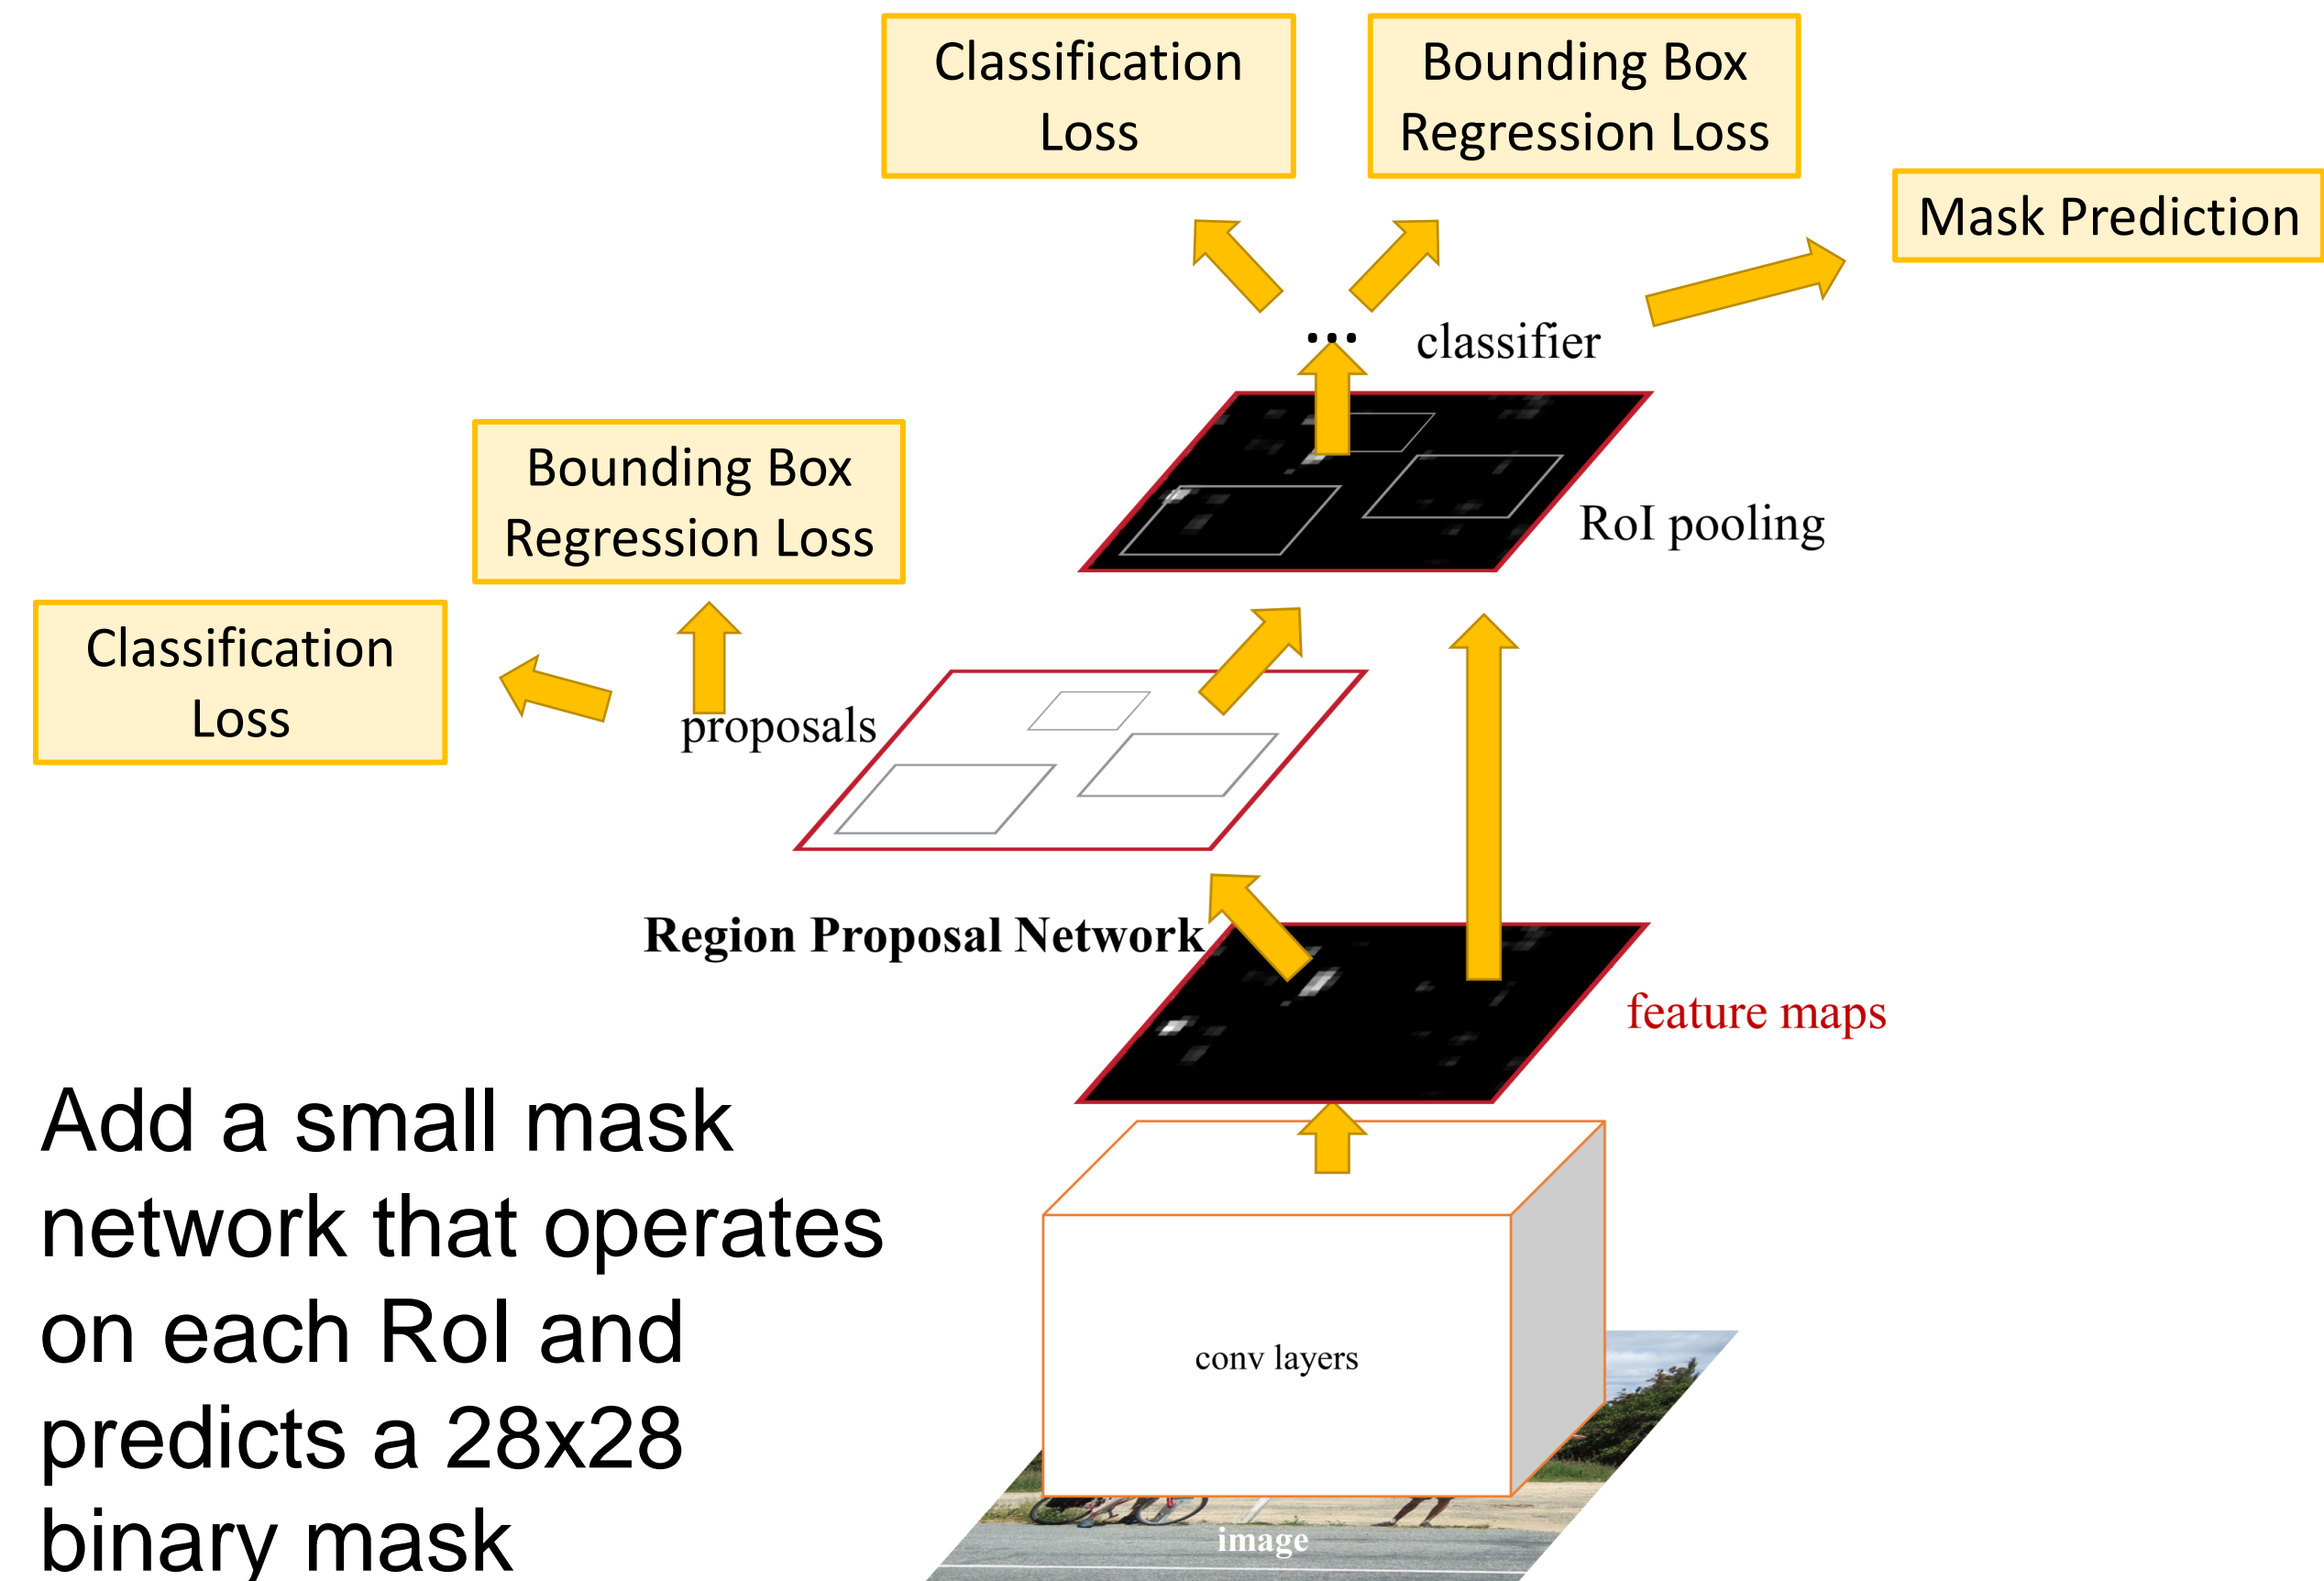 Classification
Loss
Bounding Box
Regression Loss
Mask Prediction
...
classifier
Bounding Box
Regression Loss
RoI pooling
Classification
Loss
proposals
Region Proposal Network
feature maps
Add a small mask
network that operates
on each RoI and
predicts a 28x28
binary mask
conv layers
image